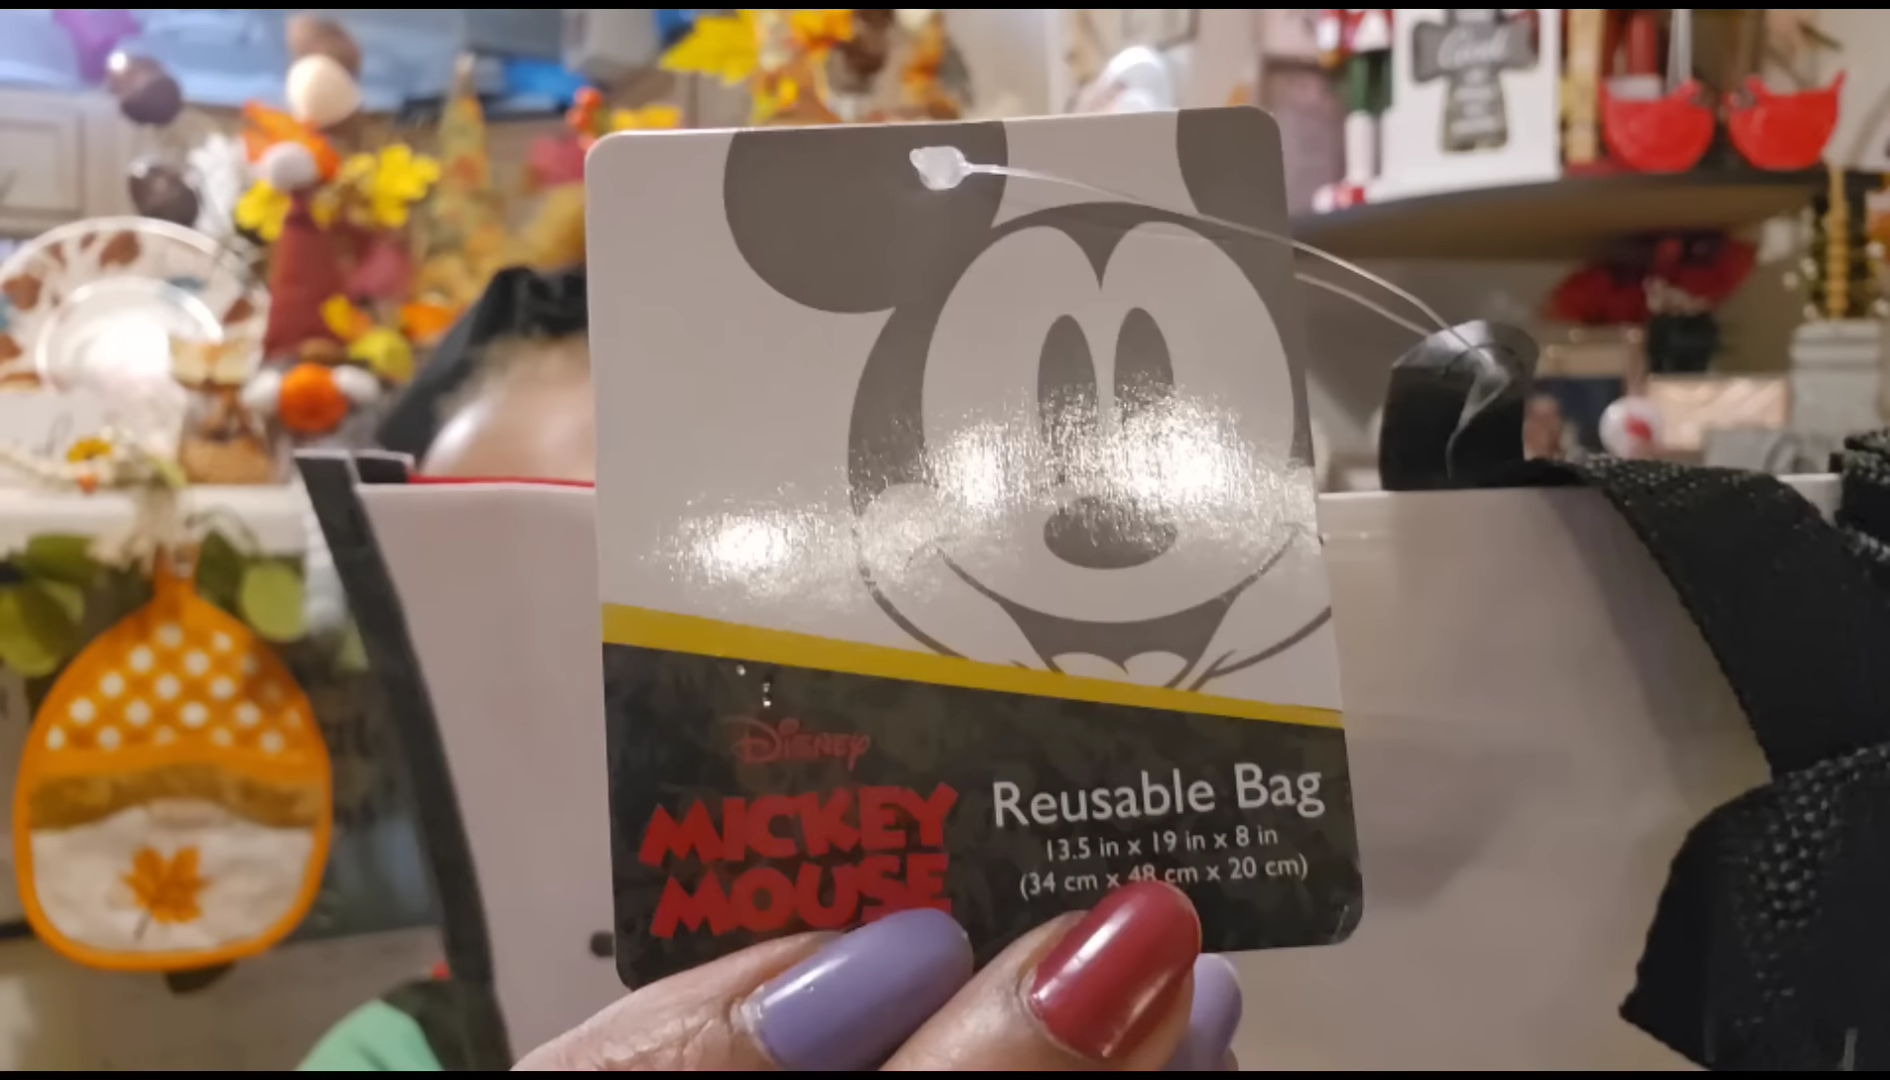 Disney
MICKEY
MOUSE
Reusable Bag
13.5 in x 19 in x 8 in
(34 cm x 48 cm x 20 cm)